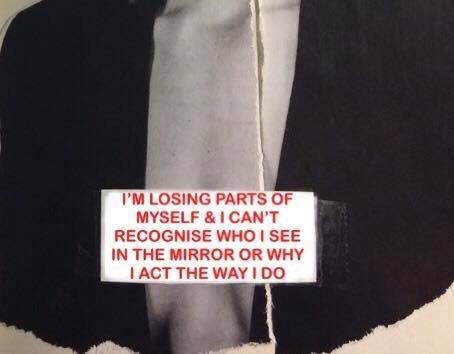 I'M LOSING PARTS OF
MYSELF & I CAN'T
RECOGNISE WHO I SEE
IN THE MIRROR OR WHY
I ACT THE WAY I DO